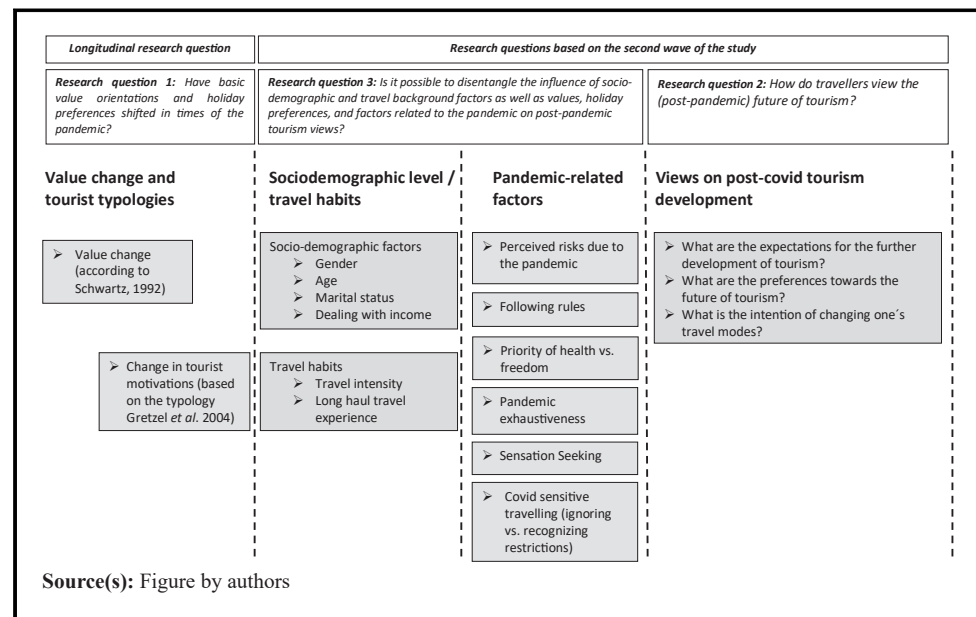 Longitudinal research question
Research questions based on the second wave of the study
Research question 1: Have basic
value orientations and holiday
preferences shifted in times of the
pandemic?
Research question 3: Is it possible to disentangle the influence of socio-
demographic and travel background factors as well as values, holiday
preferences, and factors related to the pandemic on post-pandemic
tourism views?
Research question 2: How do travellers view the
(post-pandemic) future of tourism?
Value change and
tourist typologies
➢ Value change
(according to
Schwartz, 1992)
➢ Change in tourist
motivations (based
on the typology
Gretzel et al. 2004)
Sociodemographic level /
travel habits
Socio-demographic factors
➢ Gender
➢ Age
➢ Marital status
➢ Dealing with income
Travel habits
➢ Travel intensity
➢ Long haul travel
experience
Pandemic-related
factors
➢ Perceived risks due to
the pandemic
➢ Following rules
➢ Priority of health vs.
freedom
➢ Pandemic
exhaustiveness
➢ Sensation Seeking
➢ Covid sensitive
travelling (ignoring
vs. recognizing
restrictions)
Views on post-covid tourism
development
➢ What are the expectations for the further
development of tourism?
➢ What are the preferences towards the
future of tourism?
➢ What is the intention of changing one´s
travel modes?
Source(s): Figure by authors